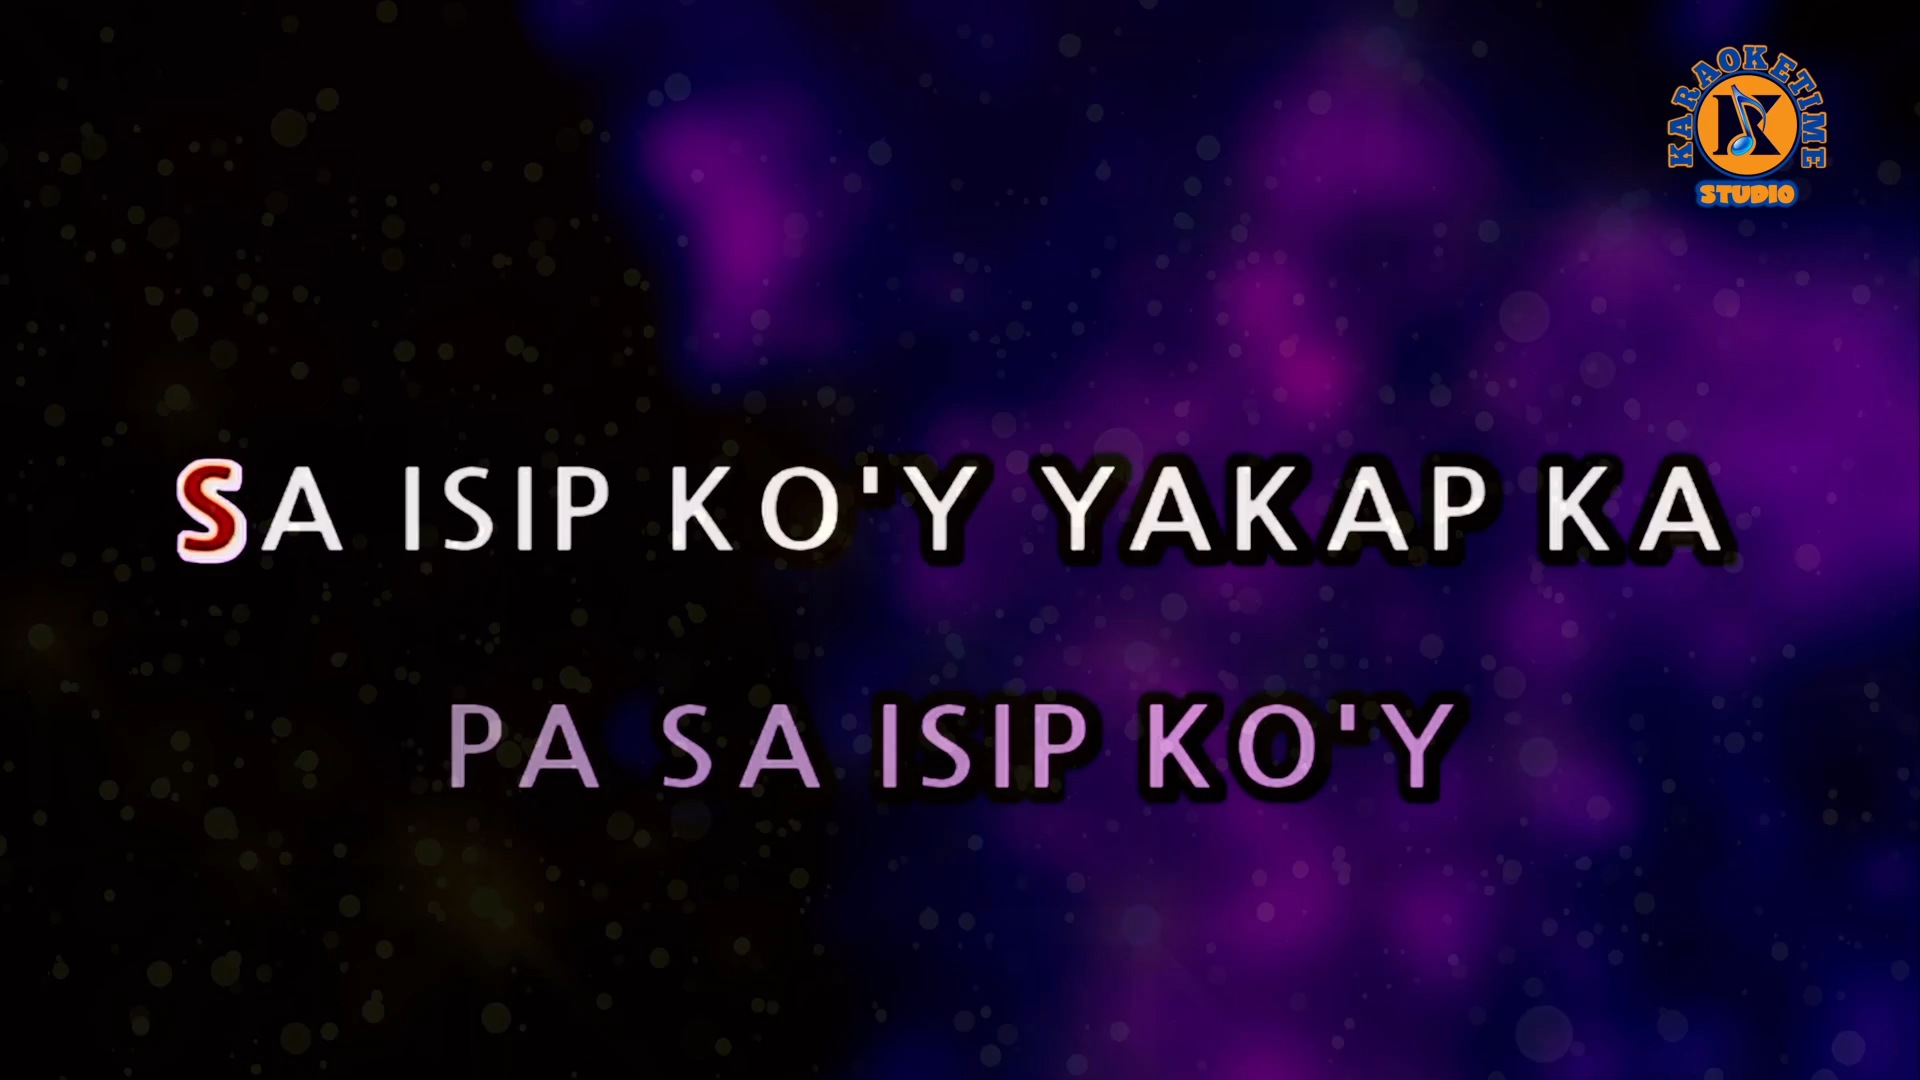 KARAOKETIME
STUDIO
SA ISIP KO'Y YAKAP KA
PA SA ISIP KO'Y